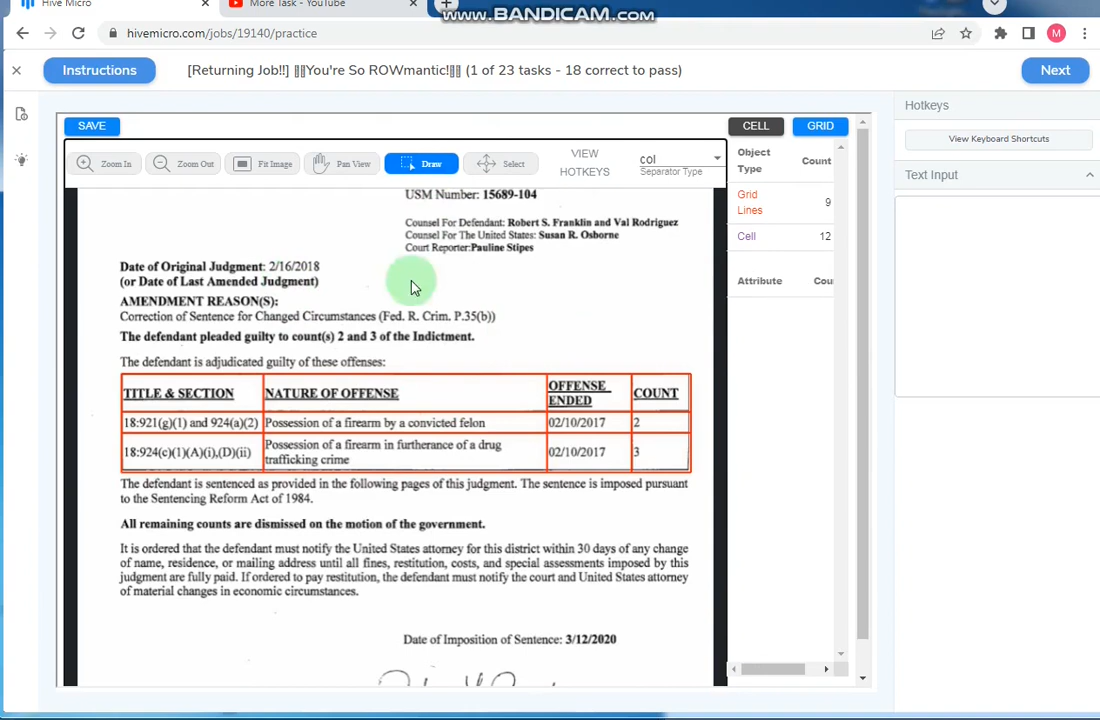 Hive Micro
More Task - YouTube
www.BANDICAM.com
hivemicro.com/jobs/19140/practice
M
Instructions
[Returning Job!!] You're So ROWmantic! (1 of 23 tasks - 18 correct to pass)
Next
SAVE
CELL
GRID
Zoom In
Zoom Out
Fit Image
Pan View
Draw
Select
VIEW HOTKEYS
col
Separator Type
Object Type
Count
Grid Lines
9
Cell
12
Attribute
Cou
Hotkeys
View Keyboard Shortcuts
Text Input
USM Number: 15689-104
Counsel For Defendant: Robert S. Franklin and Val Rodriguez
Counsel For The United States: Susan R. Osborne
Court Reporter:Pauline Stipes
Date of Original Judgment: 2/16/2018
(or Date of Last Amended Judgment)
AMENDMENT REASON(S):
Correction of Sentence for Changed Circumstances (Fed. R. Crim. P.35(b))
The defendant pleaded guilty to count(s) 2 and 3 of the Indictment.
The defendant is adjudicated guilty of these offenses:
TITLE & SECTION NATURE OF OFFENSE OFFENSE ENDED COUNT
18:921(g)(1) and 924(a)(2) Possession of a firearm by a convicted felon 02/10/2017 2
18:924(c)(1)(A)(i),(D)(ii) Possession of a firearm in furtherance of a drug trafficking crime 02/10/2017 3
The defendant is sentenced as provided in the following pages of this judgment. The sentence is imposed pursuant
to the Sentencing Reform Act of 1984.
All remaining counts are dismissed on the motion of the government.
It is ordered that the defendant must notify the United States attorney for this district within 30 days of any change
of name, residence, or mailing address until all fines, restitution, costs, and special assessments imposed by this
judgment are fully paid. If ordered to pay restitution, the defendant must notify the court and United States attorney
of material changes in economic circumstances.
Date of Imposition of Sentence: 3/12/2020